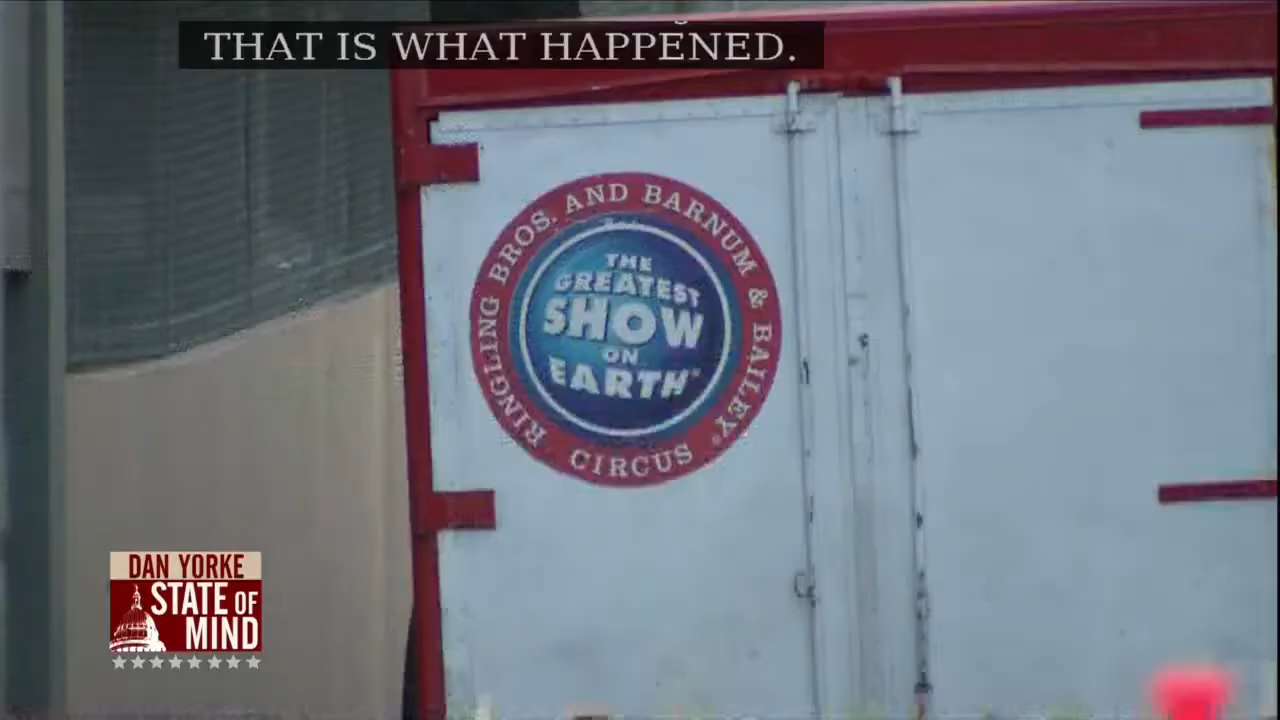 THAT IS WHAT HAPPENED.
RINGLING BROS. AND BARNUM & BAILEY®
CIRCUS
THE
GREATEST
SHOW
ON
EARTH
DAN YORKE
STATE OF
MIND